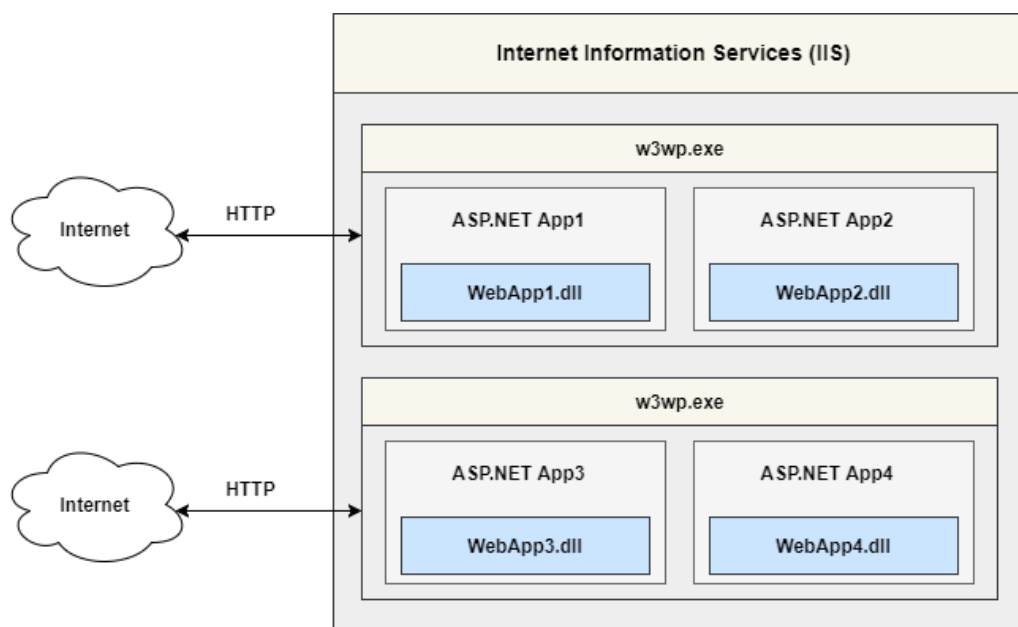 Internet Information Services (IIS)
w3wp.exe
Internet
HTTP
ASP.NET App1
WebApp1.dll
ASP.NET App2
WebApp2.dll
w3wp.exe
Internet
HTTP
ASP.NET App3
WebApp3.dll
ASP.NET App4
WebApp4.dll